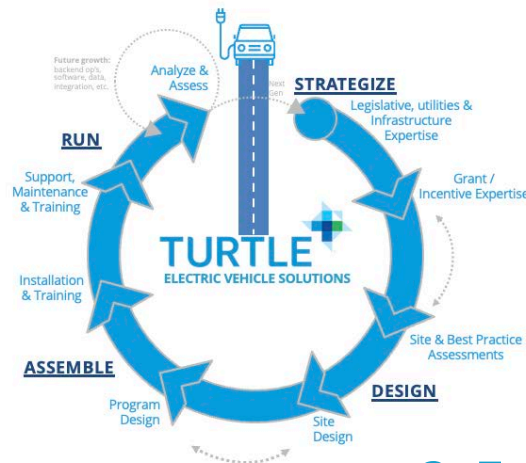 Future growth:
backend op's,
software, data,
integration, etc.
Analyze &
Assess
Next
Gen
STRATEGIZE
Legislative, utilities &
Infrastructure
Expertise
Grant /
Incentive Expertise
Site & Best Practice
Assessments
DESIGN
Site
Design
Program
Design
ASSEMBLE
Installation
& Training
Support,
Maintenance
& Training
RUN
TURTLE
ELECTRIC VEHICLE SOLUTIONS